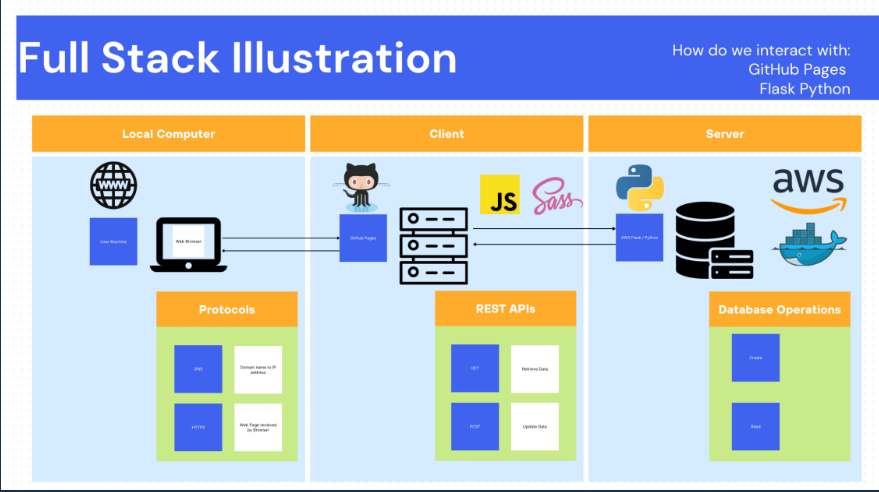 Full Stack Illustration
How do we interact with:
GitHub Pages
Flask Python
Local Computer
Client
Server
WWW
User Machine
Web Browser
GitHub Pages
JS
Sass
AWS Flask / Python
aws
Protocols
DNS
Domain name to IP
address
HTTPS
Web Page received
by Browser
REST APIs
GET
Retrieve Data
POST
Update Data
Database Operations
Create
Read